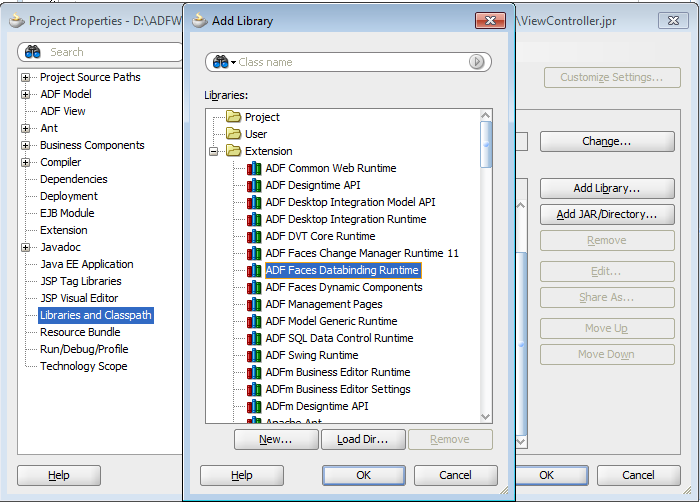 Project Properties - D:\ADFW
Search
Project Source Paths
ADF Model
ADF View
Ant
Business Components
Compiler
Dependencies
Deployment
EJB Module
Extension
Javadoc
Java EE Application
JSP Tag Libraries
JSP Visual Editor
Libraries and Classpath
Resource Bundle
Run/Debug/Profile
Technology Scope
Help
Add Library
Class name
Libraries:
Project
User
Extension
ADF Common Web Runtime
ADF Designtime API
ADF Desktop Integration Model API
ADF Desktop Integration Runtime
ADF DVT Core Runtime
ADF Faces Change Manager Runtime 11
ADF Faces Databinding Runtime
ADF Faces Dynamic Components
ADF Management Pages
ADF Model Generic Runtime
ADF SQL Data Control Runtime
ADF Swing Runtime
ADFm Business Editor Runtime
ADFm Business Editor Settings
ADFm Designtime API
Apache Ant
New... Load Dir... Remove
Help OK Cancel
\ViewController.jpr
Customize Settings...
Change...
Add Library...
Add JAR/Directory...
Remove
Edit...
Share As...
Move Up
Move Down
OK Cancel